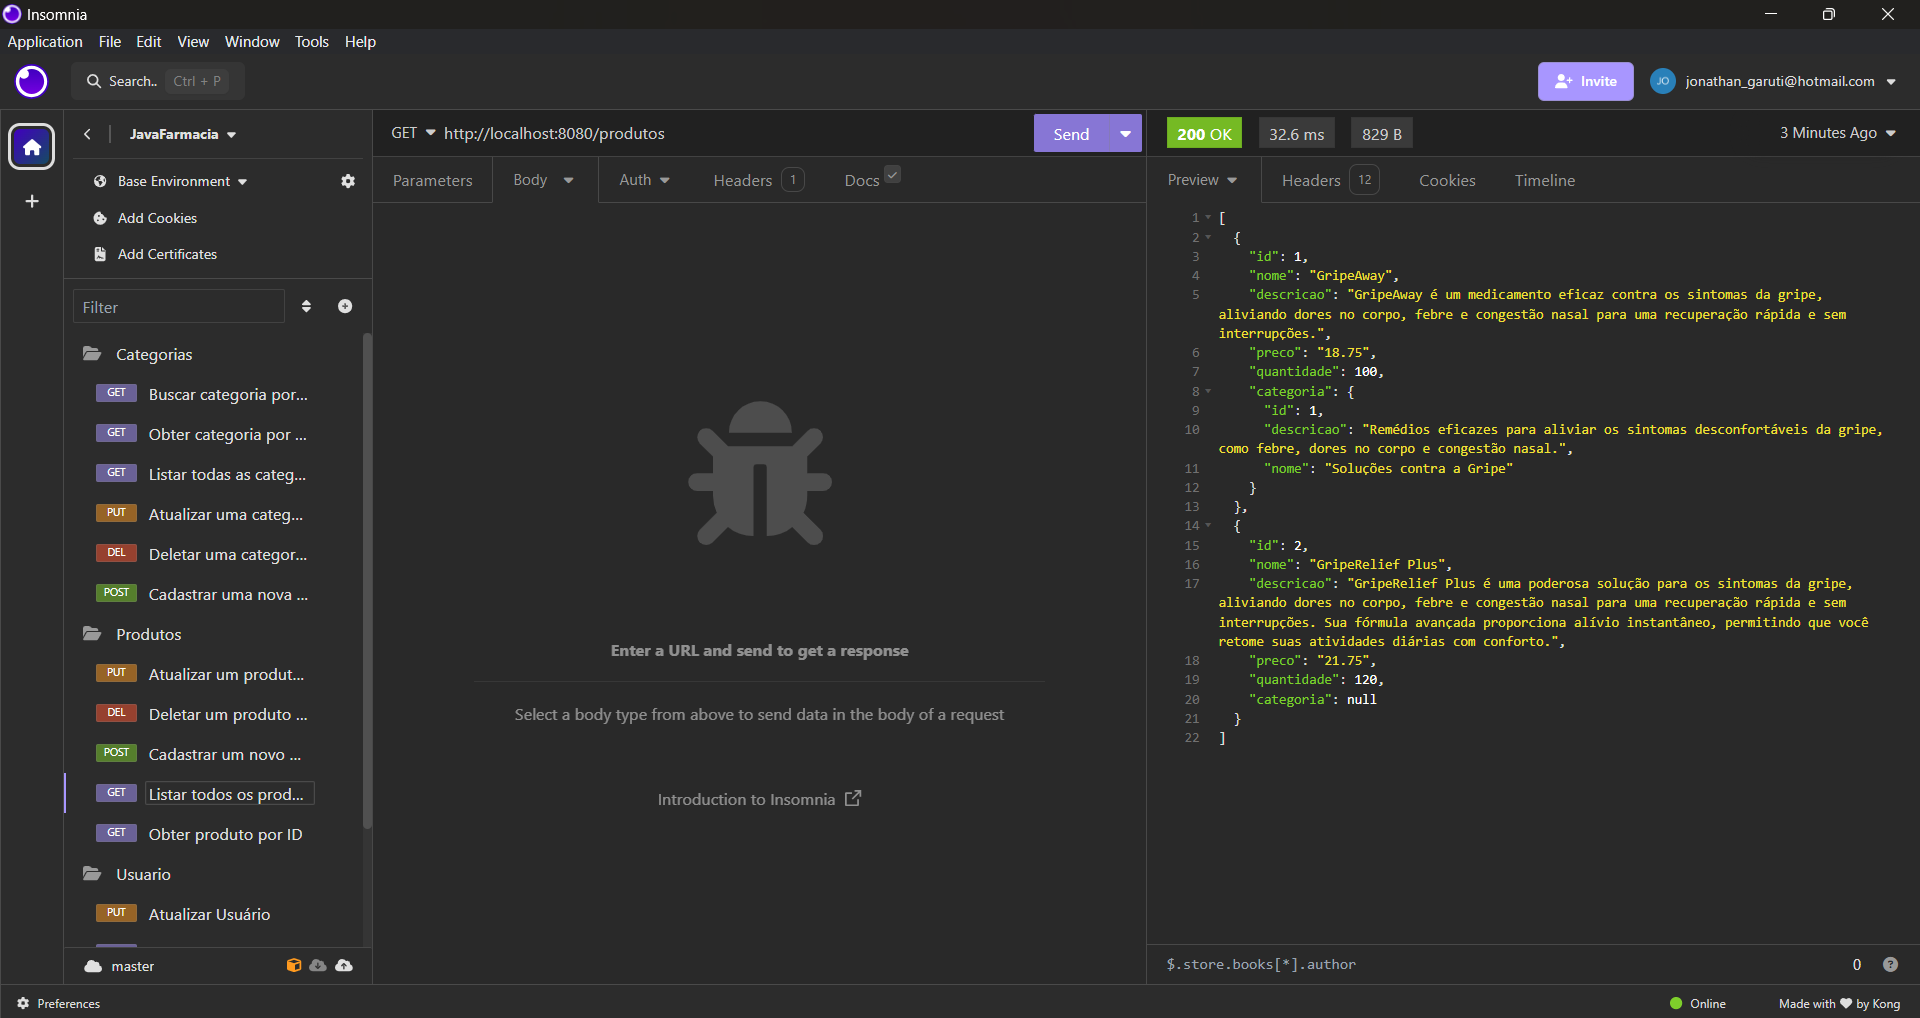 Insomnia
Application File Edit View Window Tools Help
Search.. Ctrl + P
Invite
JO jonathan_garuti@hotmail.com
JavaFarmacia
Base Environment
Add Cookies
Add Certificates
Filter
Categorias
GET Buscar categoria por...
GET Obter categoria por ...
GET Listar todas as categ...
PUT Atualizar uma categ...
DEL Deletar uma categor...
POST Cadastrar uma nova ...
Produtos
PUT Atualizar um produt...
DEL Deletar um produto ...
POST Cadastrar um novo ...
GET Listar todos os prod...
GET Obter produto por ID
Usuario
PUT Atualizar Usuário
master
GET http://localhost:8080/produtos
Send
Parameters Body Auth Headers 1 Docs
Enter a URL and send to get a response
Select a body type from above to send data in the body of a request
Introduction to Insomnia
200 OK 32.6 ms 829 B 3 Minutes Ago
Preview Headers 12 Cookies Timeline
1 [
2 {
3 "id": 1,
4 "nome": "GripeAway",
5 "descricao": "GripeAway é um medicamento eficaz contra os sintomas da gripe,
aliviando dores no corpo, febre e congestão nasal para uma recuperação rápida e sem
interrupções.",
6 "preco": "18.75",
7 "quantidade": 100,
8 "categoria": {
9 "id": 1,
10 "descricao": "Remédios eficazes para aliviar os sintomas desconfortáveis da gripe,
como febre, dores no corpo e congestão nasal.",
11 "nome": "Soluções contra a Gripe"
12 }
13 },
14 {
15 "id": 2,
16 "nome": "GripeRelief Plus",
17 "descricao": "GripeRelief Plus é uma poderosa solução para os sintomas da gripe,
aliviando dores no corpo, febre e congestão nasal para uma recuperação rápida e sem
interrupções. Sua fórmula avançada proporciona alívio instantâneo, permitindo que você
retome suas atividades diárias com conforto.",
18 "preco": "21.75",
19 "quantidade": 120,
20 "categoria": null
21 }
22 ]
$.store.books[*].author 0 ?
Preferences
Online Made with ❤ by Kong